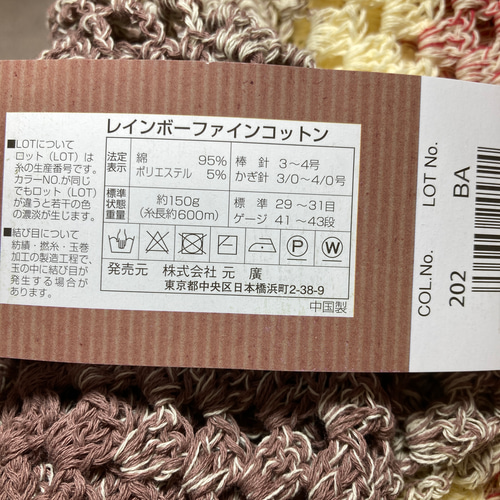 レインボーファインコットン
法定表示
綿 95%
ポリエステル 5%
棒針 3～4号
かぎ針 3/0～4/0号
標準状態重量
約150g
(糸長約600m)
標準 29～31目
ゲージ 41～43段
P
W
発売元 株式会社 元廣
東京都中央区日本橋浜町2-38-9
中国製
■LOTについて
ロット(LOT)は
糸の生産番号です。
カラーNO.が同じ
でもロット(LOT)
が違うと若干の色
の濃淡が生じます。
■結び目について
紡績・撚糸・玉巻
加工の製造工程で、
玉の中に結び目が
発生する場合が
あります。
LOT No.
BA
COL.No.
202